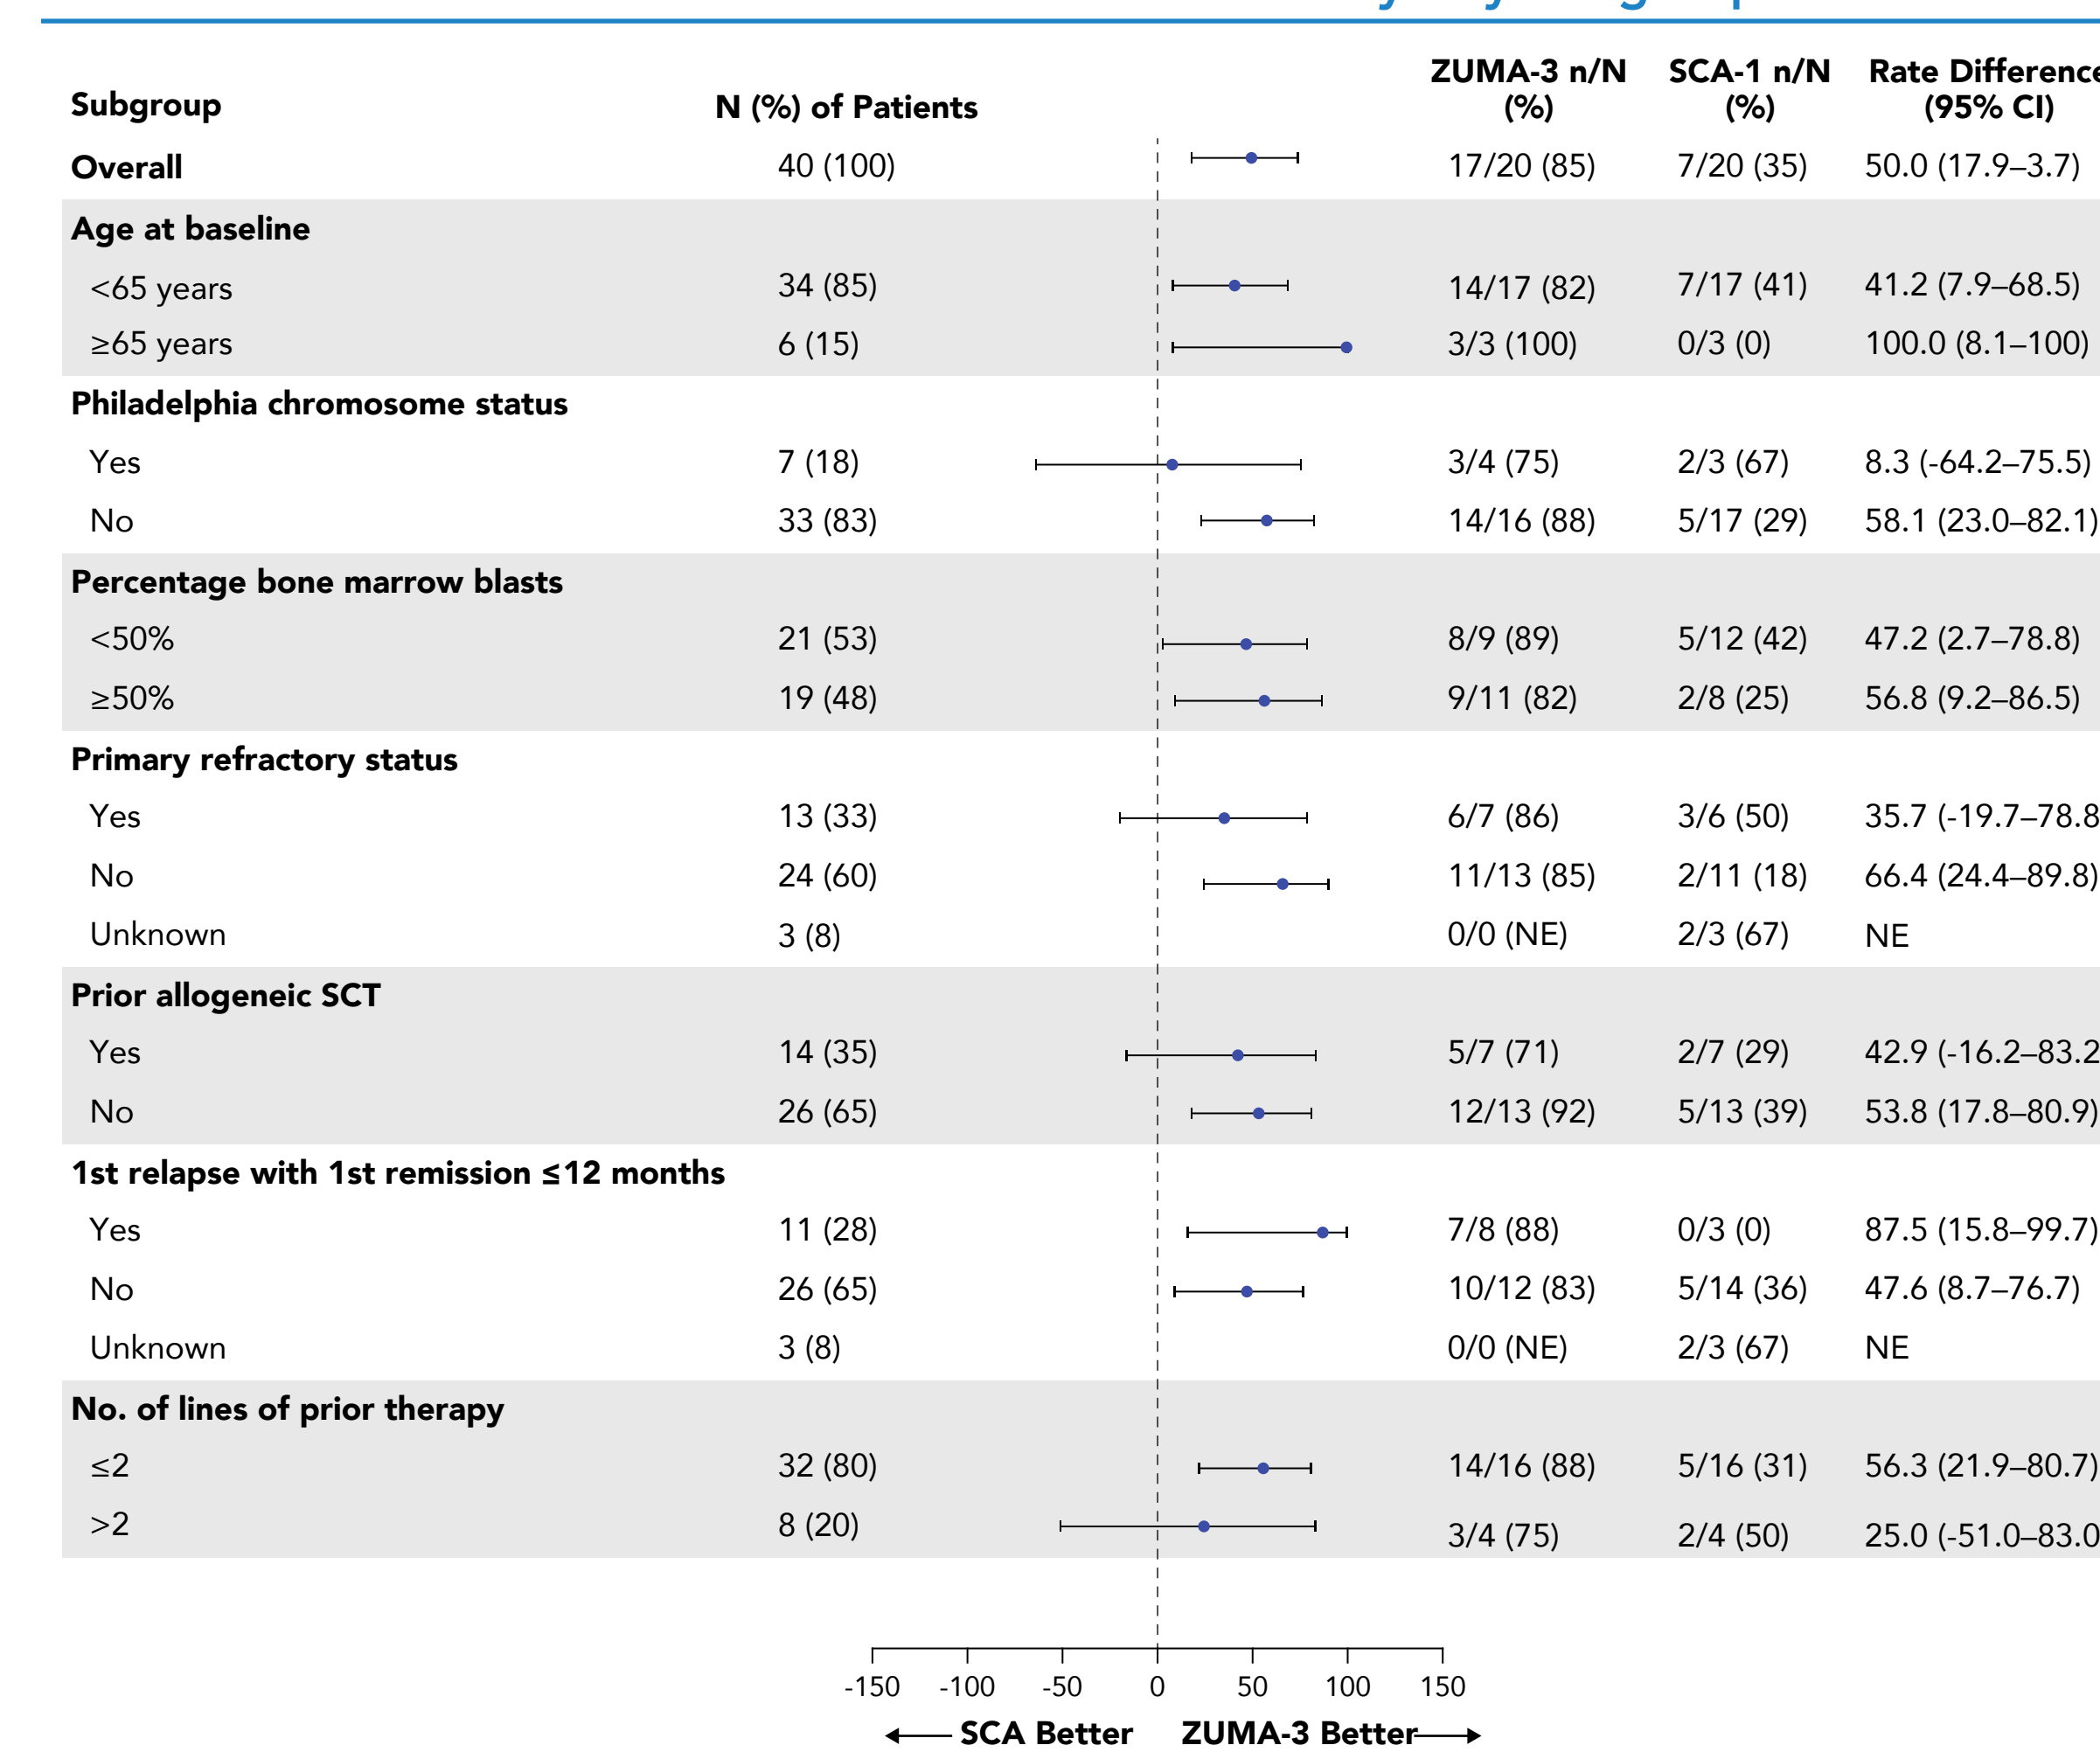 Subgroup N (%) of Patients ZUMA-3 n/N (%) SCA-1 n/N (%) Rate Difference (95% CI)
Overall 40 (100) 17/20 (85) 7/20 (35) 50.0 (17.9–3.7)
Age at baseline
<65 years 34 (85) 14/17 (82) 7/17 (41) 41.2 (7.9–68.5)
≥65 years 6 (15) 3/3 (100) 0/3 (0) 100.0 (8.1–100)
Philadelphia chromosome status
Yes 7 (18) 3/4 (75) 2/3 (67) 8.3 (-64.2–75.5)
No 33 (83) 14/16 (88) 5/17 (29) 58.1 (23.0–82.1)
Percentage bone marrow blasts
<50% 21 (53) 8/9 (89) 5/12 (42) 47.2 (2.7–78.8)
≥50% 19 (48) 9/11 (82) 2/8 (25) 56.8 (9.2–86.5)
Primary refractory status
Yes 13 (33) 6/7 (86) 3/6 (50) 35.7 (-19.7–78.8
No 24 (60) 11/13 (85) 2/11 (18) 66.4 (24.4–89.8)
Unknown 3 (8) 0/0 (NE) 2/3 (67) NE
Prior allogeneic SCT
Yes 14 (35) 5/7 (71) 2/7 (29) 42.9 (-16.2–83.2
No 26 (65) 12/13 (92) 5/13 (39) 53.8 (17.8–80.9)
1st relapse with 1st remission ≤12 months
Yes 11 (28) 7/8 (88) 0/3 (0) 87.5 (15.8–99.7)
No 26 (65) 10/12 (83) 5/14 (36) 47.6 (8.7–76.7)
Unknown 3 (8) 0/0 (NE) 2/3 (67) NE
No. of lines of prior therapy
≤2 32 (80) 14/16 (88) 5/16 (31) 56.3 (21.9–80.7)
>2 8 (20) 3/4 (75) 2/4 (50) 25.0 (-51.0–83.0
-150 -100 -50 0 50 100 150
SCA Better ZUMA-3 Better